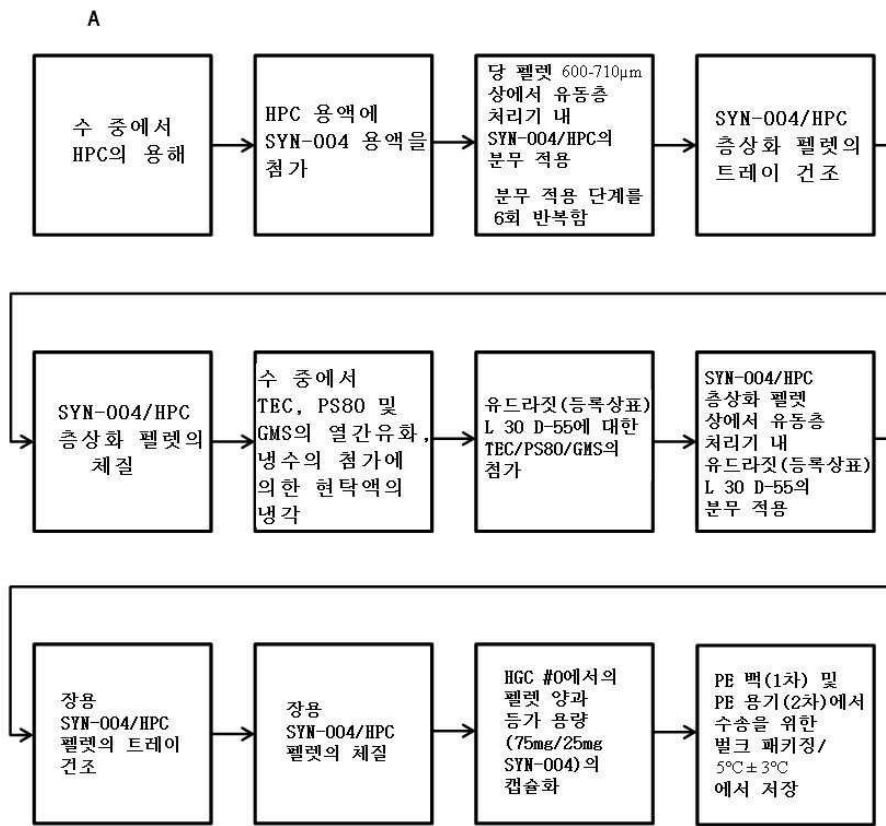 A
수 중에서
HPC의 용해
HPC 용액에
SYN-004 용액을
첨가
당 펠렛 600-710μm
상에서 유동층
처리기 내
SYN-004/HPC의
분무 적용
분무 적용 단계를
6회 반복함
SYN-004/HPC
층상화 펠렛의
트레이 건조
SYN-004/HPC
층상화 펠렛의
체질
수 중에서
TEC, PS80 및
GMS의 열간유화,
냉수의 첨가에
의한 현탁액의
냉각
유드라짓(등록상표)
L 30 D-55에 대한
TEC/PS80/GMS의
첨가
SYN-004/HPC
층상화 펠렛
상에서 유동층
처리기 내
유드라짓(등록상표)
L 30 D-55의
분무 적용
장용
SYN-004/HPC
펠렛의 트레이
건조
장용
SYN-004/HPC
펠렛의 체질
HGC #0에서의
펠렛 양과
등가 용량
(75mg/25mg
SYN-004)의
캡슐화
PE 백(1차) 및
PE 용기(2차)에서
수송을 위한
벌크 패키징/
5℃±3℃
에서 저장